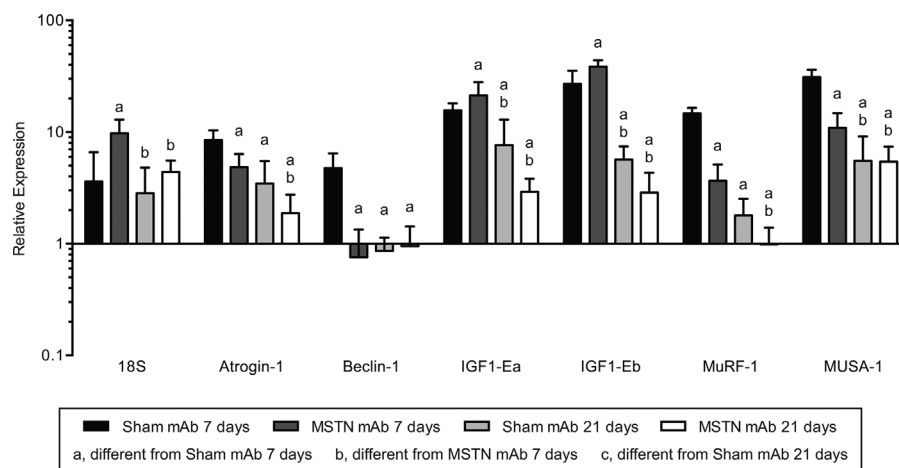 100
10
1
0.1
Relative Expression
a
b
b
a
a
a
b
a
a
a
a
a
b
a
b
a
a
b
a
b
a
a
a
b
a
a
b
a
b
18S
Atrogin-1
Beclin-1
IGF1-Ea
IGF1-Eb
MuRF-1
MUSA-1
Sham mAb 7 days MSTN mAb 7 days Sham mAb 21 days MSTN mAb 21 days
a, different from Sham mAb 7 days b, different from MSTN mAb 7 days c, different from Sham mAb 21 days